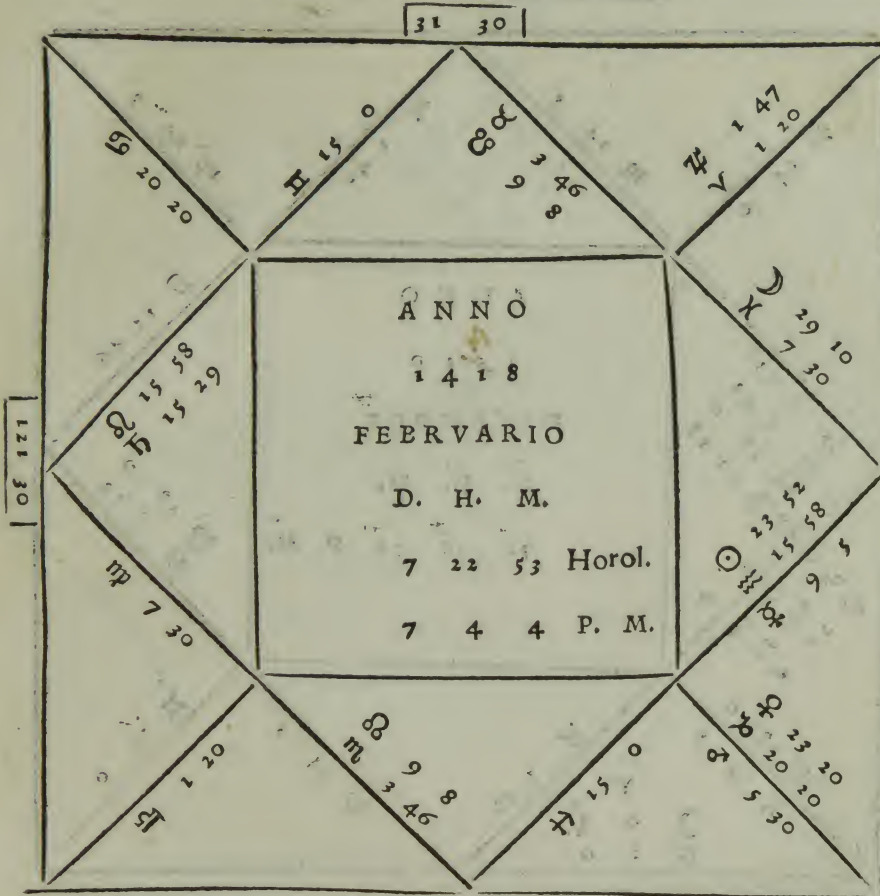 31 30
♋ 20 20
♊ 15 0
☋ ♉ 3 46
9 8
♃ 1 47
♈ 1 20
☽ 29 10
♓ 7 30
♌ 15 58
♄ 15 29
121 30
ANNO
1418
FEBRVARIO
D. H. M.
7 22 53 Horol.
7 4 4 P. M.
☉ 23 52
♒ 15 58
☿ 9 5
♍ 7 30
♎ 1 20
☊ 9 8
♏ 3 46
♐ 15 0
♀ 23 20
♑ 20 20
♂ 5 30